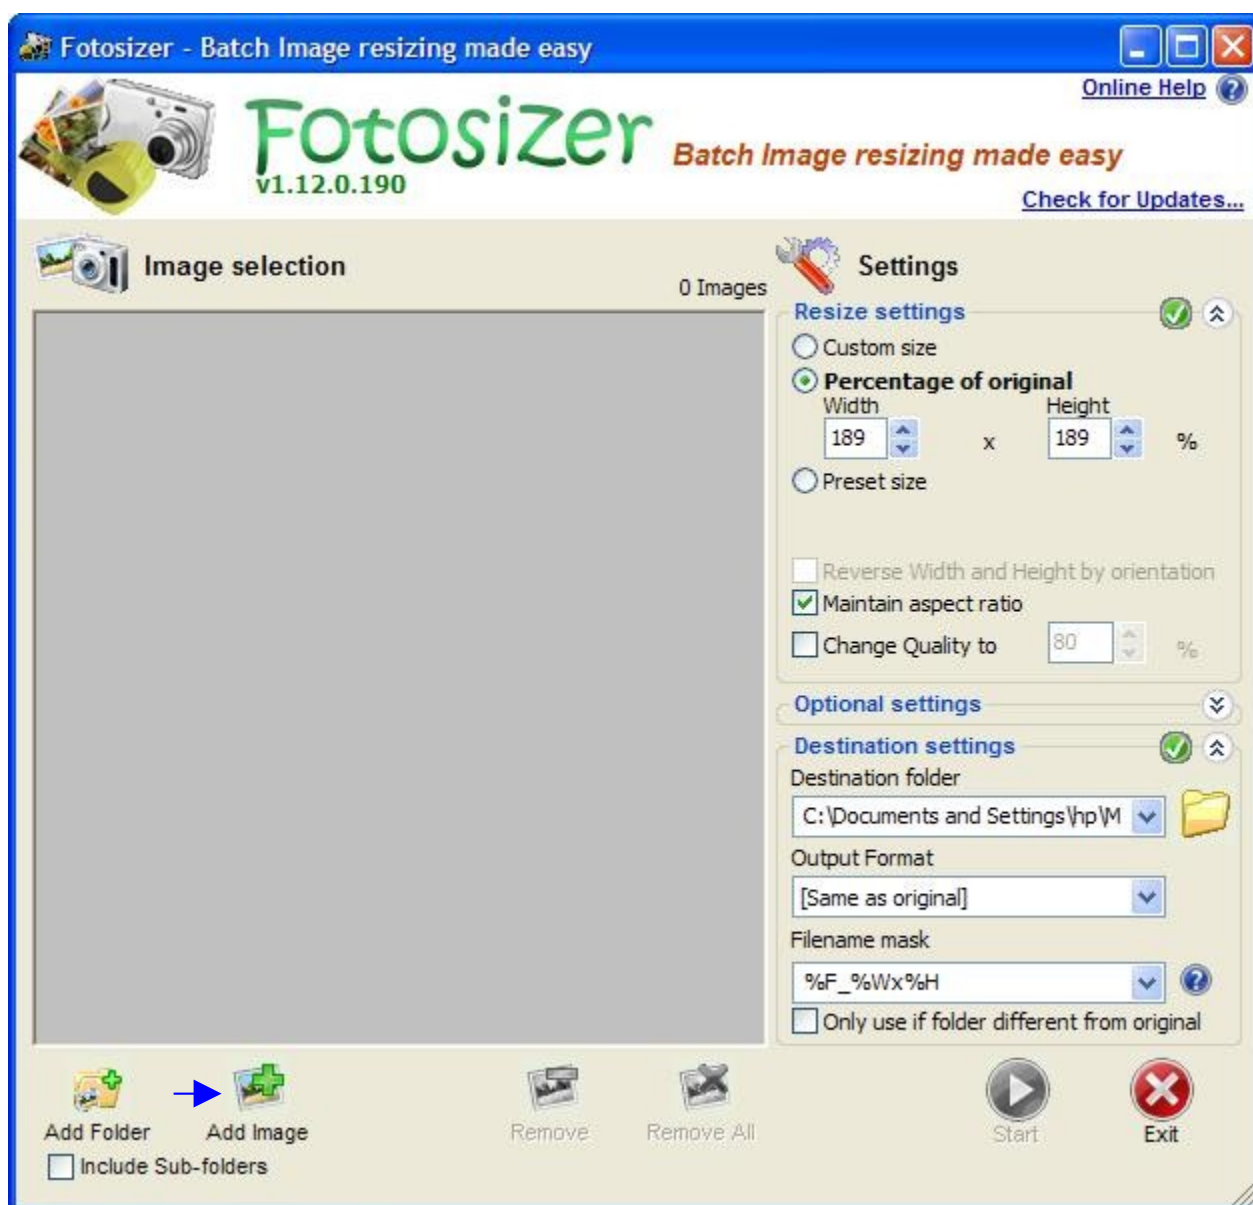 Fotosizer - Batch Image resizing made easy
Online Help
Fotosizer
Batch Image resizing made easy
v1.12.0.190
Check for Updates...
Image selection
0 Images
Settings
Resize settings
Custom size
Percentage of original
Width Height
189 x 189 %
Preset size
Reverse Width and Height by orientation
Maintain aspect ratio
Change Quality to 80 %
Optional settings
Destination settings
Destination folder
C:\Documents and Settings\hp\M
Output Format
[Same as original]
Filename mask
%F_%Wx%H
Only use if folder different from original
Add Folder Add Image Remove Remove All Start Exit
Include Sub-folders